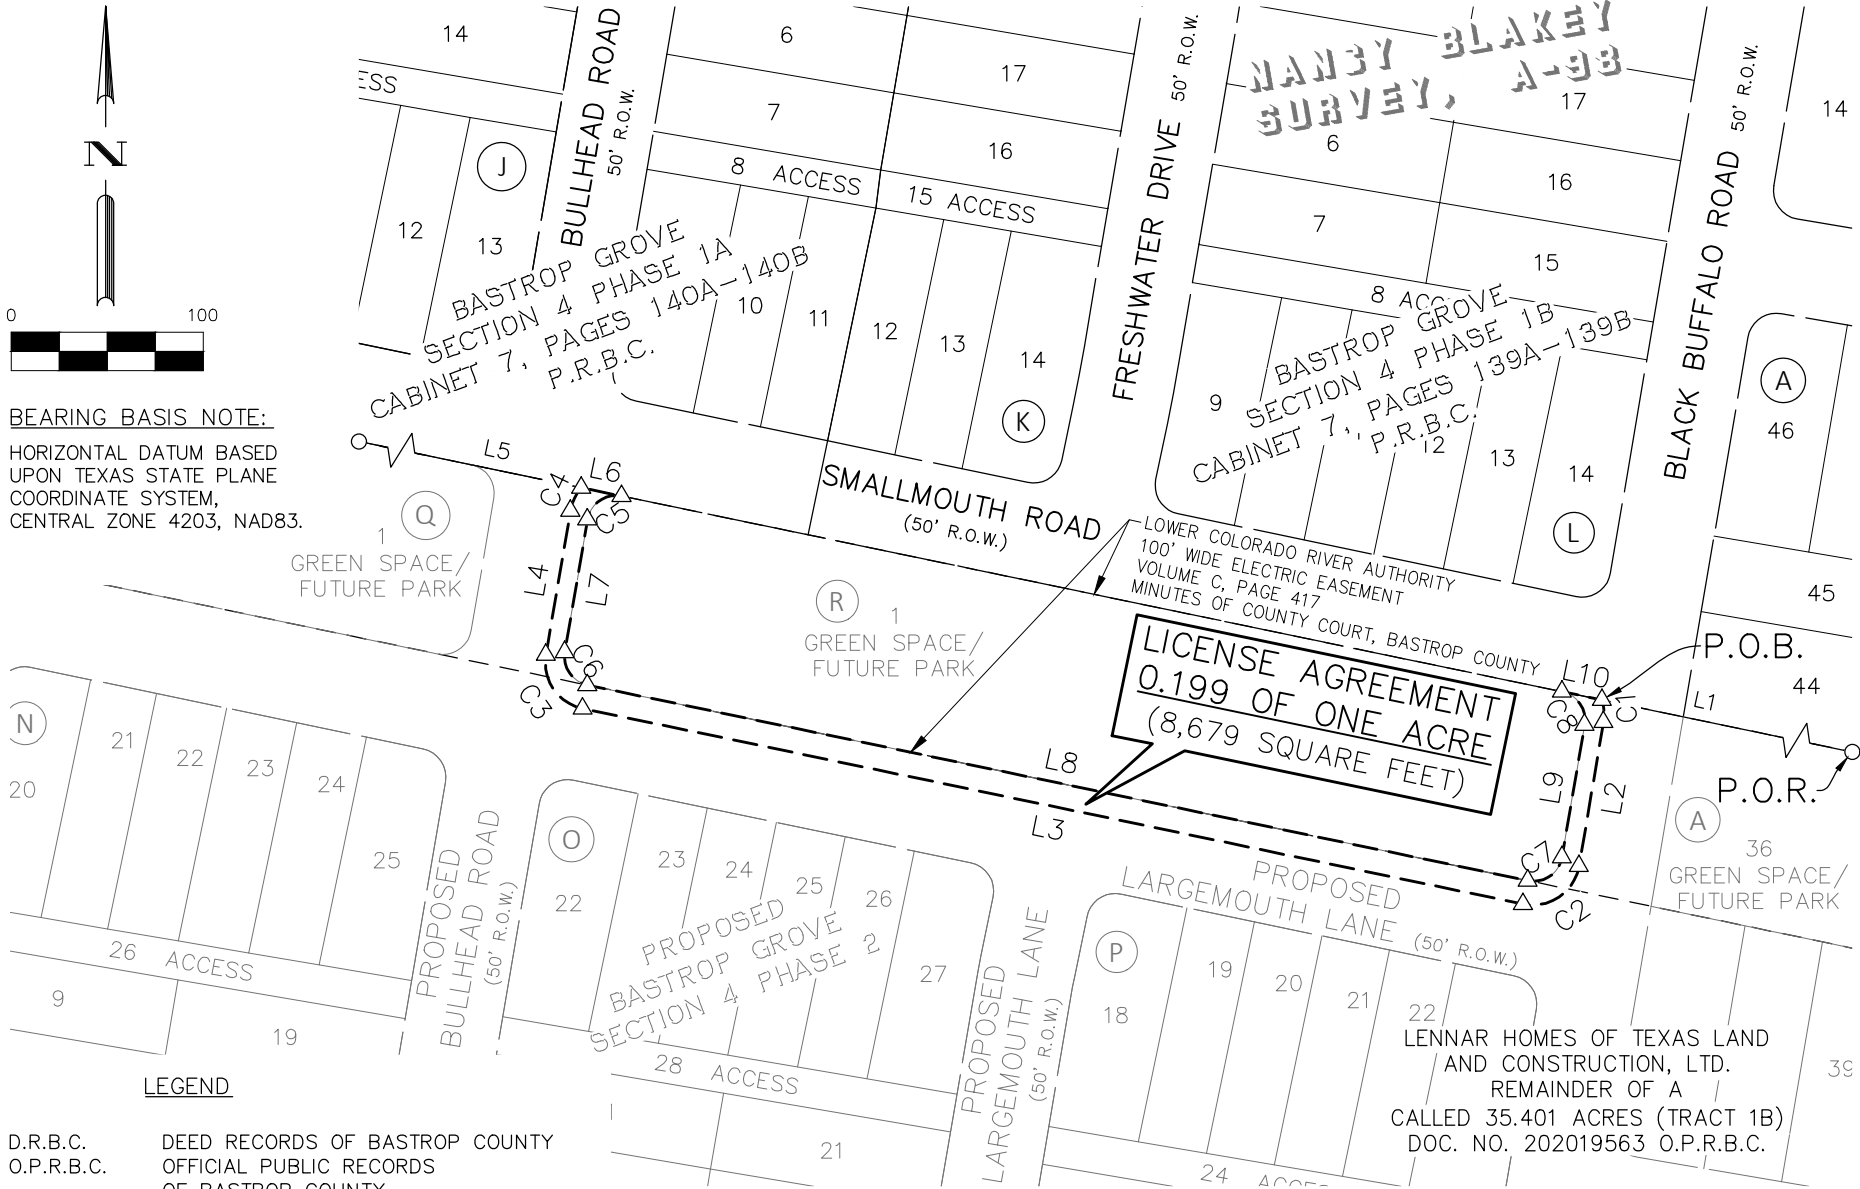 14
6
17
BULLHEAD ROAD
50' R.O.W.
NANCY BLAKEY
SURVEY, A-98
FRESHWATER DRIVE 50' R.O.W.
BLACK BUFFALO ROAD 50' R.O.W.
17
14
ESS
7
16
6
16
J
8 ACCESS
15 ACCESS
7
15
12
13
N
BASTROP GROVE
SECTION 4 PHASE 1A
CABINET 7, PAGES 140A-140B
P.R.B.C.
10
11
12
13
14
K
8
BASTROP GROVE
SECTION 4 PHASE 1B
CABINET 7, PAGES 139A-139B
P.R.B.C.
9
12
13
14
L
A
46
45
44
0
100
BEARING BASIS NOTE:
HORIZONTAL DATUM BASED
UPON TEXAS STATE PLANE
COORDINATE SYSTEM,
CENTRAL ZONE 4203, NAD83.
L5
L6
C4
C5
SMALLMOUTH ROAD
(50' R.O.W.)
Q
1
GREEN SPACE/
FUTURE PARK
L4
L7
R
1
GREEN SPACE/
FUTURE PARK
LOWER COLORADO RIVER AUTHORITY
100' WIDE ELECTRIC EASEMENT
VOLUME C, PAGE 417
MINUTES OF COUNTY COURT, BASTROP COUNTY
LICENSE AGREEMENT
0.199 OF ONE ACRE
(8,679 SQUARE FEET)
P.O.B.
L10
C1
C8
L1
P.O.R.
C6
C3
L8
L3
L9
L2
C7
C2
N
20
21
22
23
24
25
26 ACCESS
9
19
PROPOSED
BULLHEAD ROAD
(50' R.O.W.)
O
22
23
24
25
26
27
PROPOSED
BASTROP GROVE
SECTION 4 PHASE 2
28 ACCESS
21
PROPOSED
LARGEMOUTH LANE
(50' R.O.W.)
PROPOSED
LARGEMOUTH LANE (50' R.O.W.)
P
18
19
20
21
22
A
36
GREEN SPACE/
FUTURE PARK
39
24
LENNAR HOMES OF TEXAS LAND
AND CONSTRUCTION, LTD.
REMAINDER OF A
CALLED 35.401 ACRES (TRACT 1B)
DOC. NO. 202019563 O.P.R.B.C.
LEGEND
D.R.B.C. DEED RECORDS OF BASTROP COUNTY
O.P.R.B.C. OFFICIAL PUBLIC RECORDS
OF BASTROP COUNTY